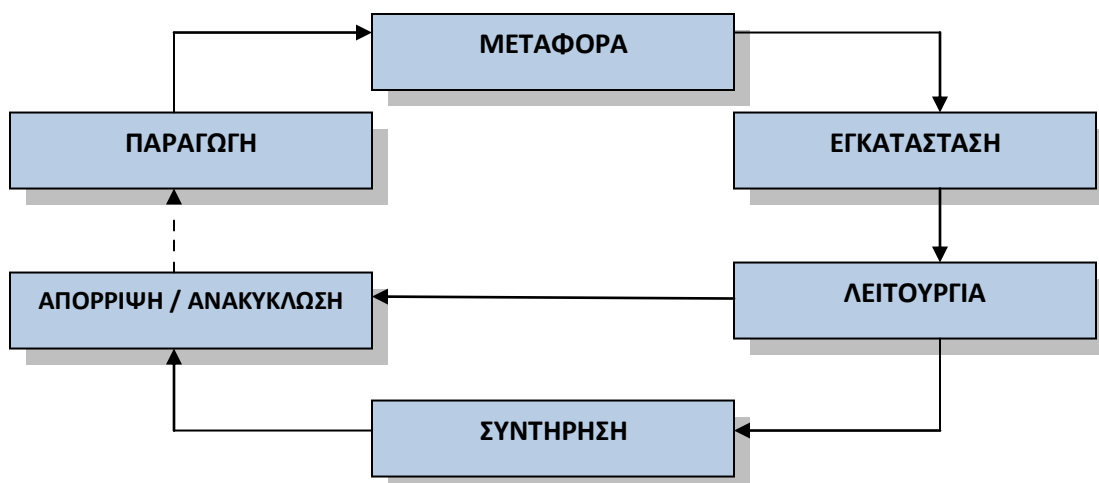 ΜΕΤΑΦΟΡΑ
ΠΑΡΑΓΩΓΗ
ΕΓΚΑΤΑΣΤΑΣΗ
ΑΠΟΡΡΙΨΗ / ΑΝΑΚΥΚΛΩΣΗ
ΛΕΙΤΟΥΡΓΙΑ
ΣΥΝΤΗΡΗΣΗ